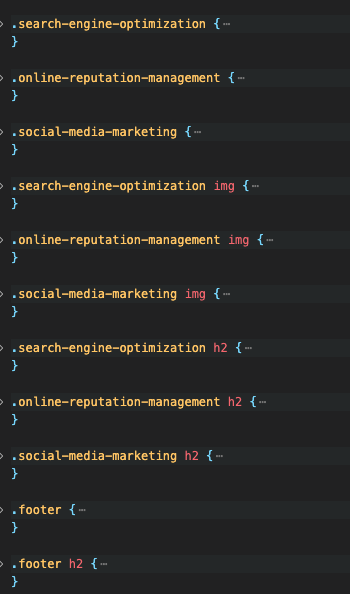 .search-engine-optimization {⋯
}
.online-reputation-management {⋯
}
.social-media-marketing {⋯
}
.search-engine-optimization img {⋯
}
.online-reputation-management img {⋯
}
.social-media-marketing img {⋯
}
.search-engine-optimization h2 {⋯
}
.online-reputation-management h2 {⋯
}
.social-media-marketing h2 {⋯
}
.footer {⋯
}
.footer h2 {⋯
}